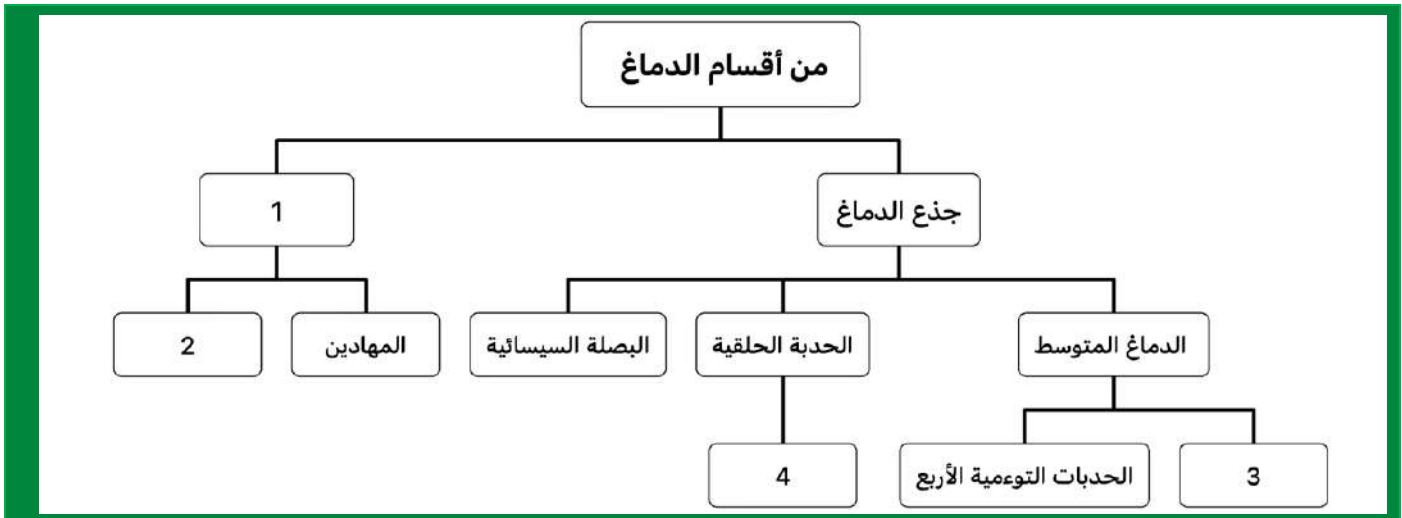 من أقسام الدماغ
جذع الدماغ
1
الدماغ المتوسط
الحدبة الحلقية
البصلة السيسائية
المهادين
2
3
الحدبات التوءمية الأربع
4